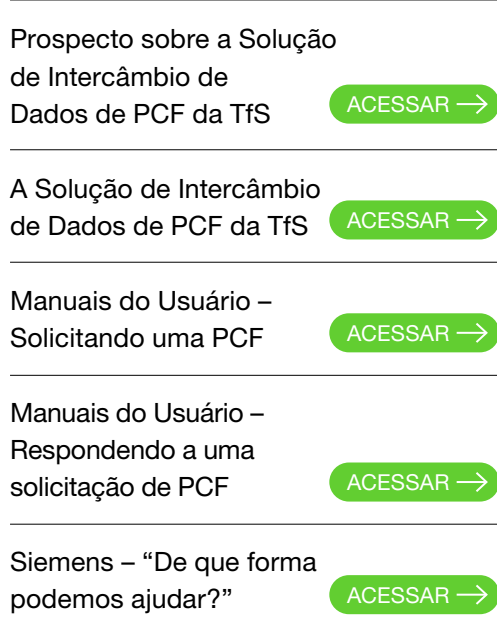 Prospecto sobre a Solução
de Intercâmbio de
Dados de PCF da TfS
ACESSAR →
A Solução de Intercâmbio
de Dados de PCF da TfS
ACESSAR →
Manuais do Usuário –
Solicitando uma PCF
ACESSAR →
Manuais do Usuário –
Respondendo a uma
solicitação de PCF
ACESSAR →
Siemens – “De que forma
podemos ajudar?”
ACESSAR →